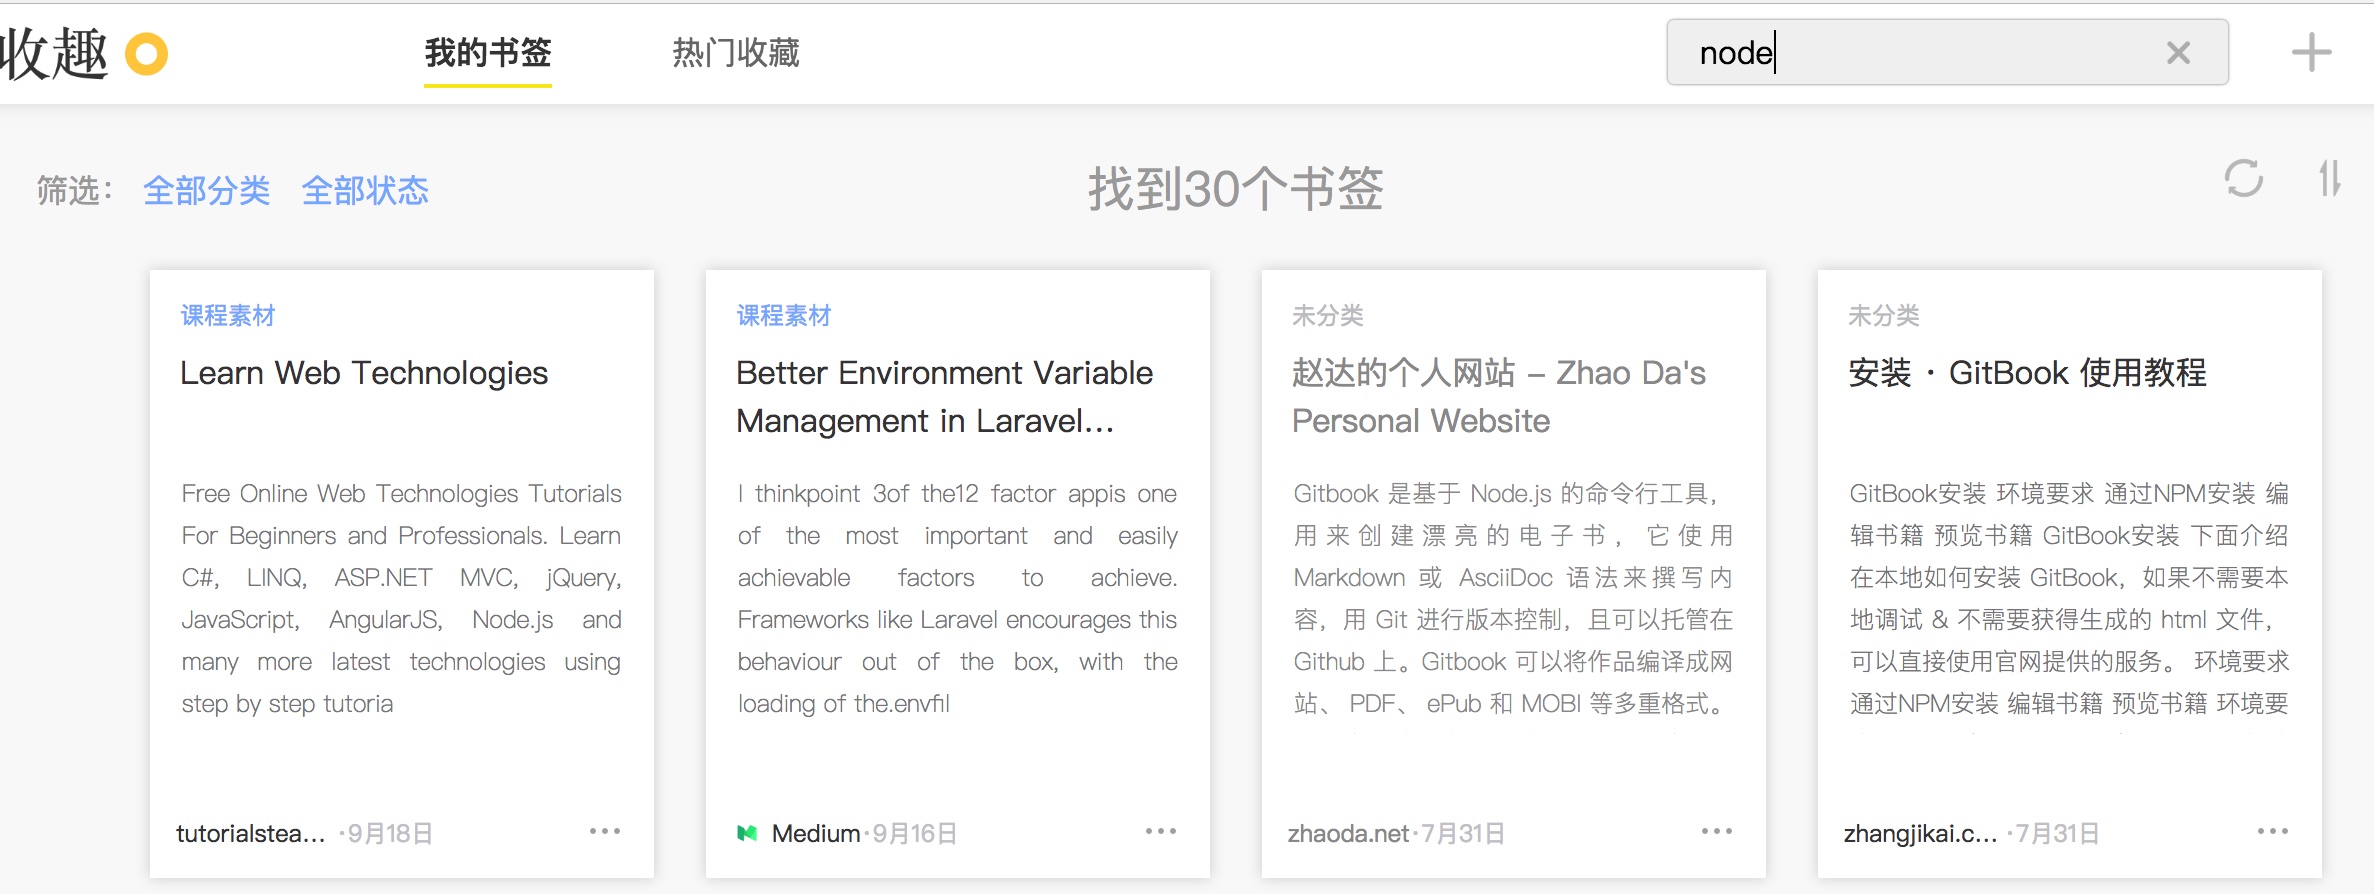 收趣
我的书签
热门收藏
node
筛选：
全部分类
全部状态
找到30个书签
课程素材
Learn Web Technologies
Free Online Web Technologies Tutorials
For Beginners and Professionals. Learn
C#, LINQ, ASP.NET MVC, jQuery,
JavaScript, AngularJS, Node.js and
many more latest technologies using
step by step tutoria
tutorialstea... ·9月18日
课程素材
Better Environment Variable
Management in Laravel...
I thinkpoint 3of the12 factor appis one
of the most important and easily
achievable factors to achieve.
Frameworks like Laravel encourages this
behaviour out of the box, with the
loading of the.envfil
Medium·9月16日
未分类
赵达的个人网站 – Zhao Da's
Personal Website
Gitbook 是基于 Node.js 的命令行工具，
用来创建漂亮的电子书，它使用
Markdown 或 AsciiDoc 语法来撰写内
容，用 Git 进行版本控制，且可以托管在
Github 上。Gitbook 可以将作品编译成网
站、 PDF、 ePub 和 MOBI 等多重格式。
zhaoda.net·7月31日
未分类
安装 · GitBook 使用教程
GitBook安装 环境要求 通过NPM安装 编
辑书籍 预览书籍 GitBook安装 下面介绍
在本地如何安装 GitBook，如果不需要本
地调试 & 不需要获得生成的 html 文件，
可以直接使用官网提供的服务。 环境要求
通过NPM安装 编辑书籍 预览书籍 环境要
zhangjikai.c... ·7月31日